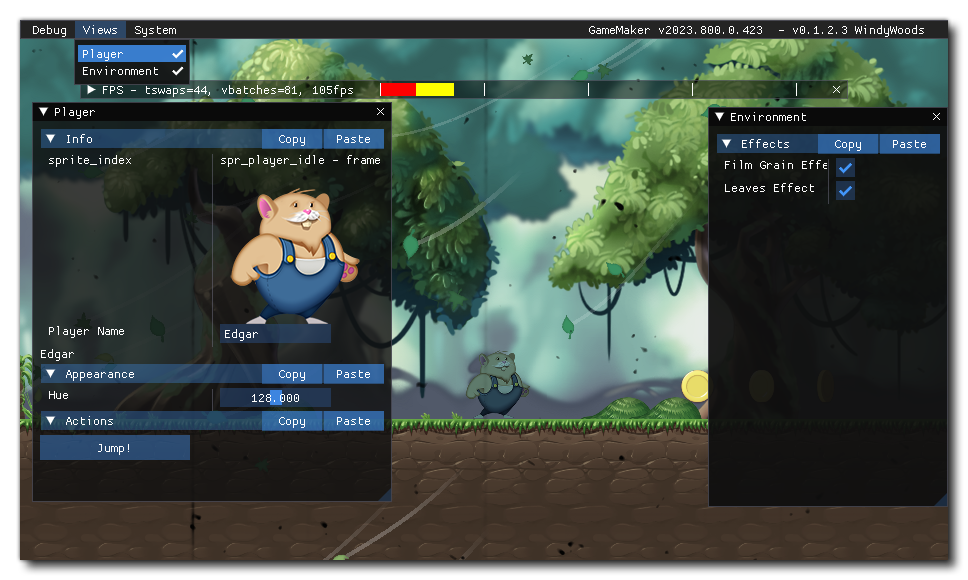 Debug Views System GameMaker v2023.800.0.423 - v0.1.2.3 WindyWoods
Player
Environment
FPS - tswaps=44, vbatches=81, 105fps
Player
Info Copy Paste
sprite_index spr_player_idle - frame
Player Name Edgar
Edgar
Appearance Copy Paste
Hue 128.000
Actions Copy Paste
Jump!
Environment
Effects Copy Paste
Film Grain Effe
Leaves Effect